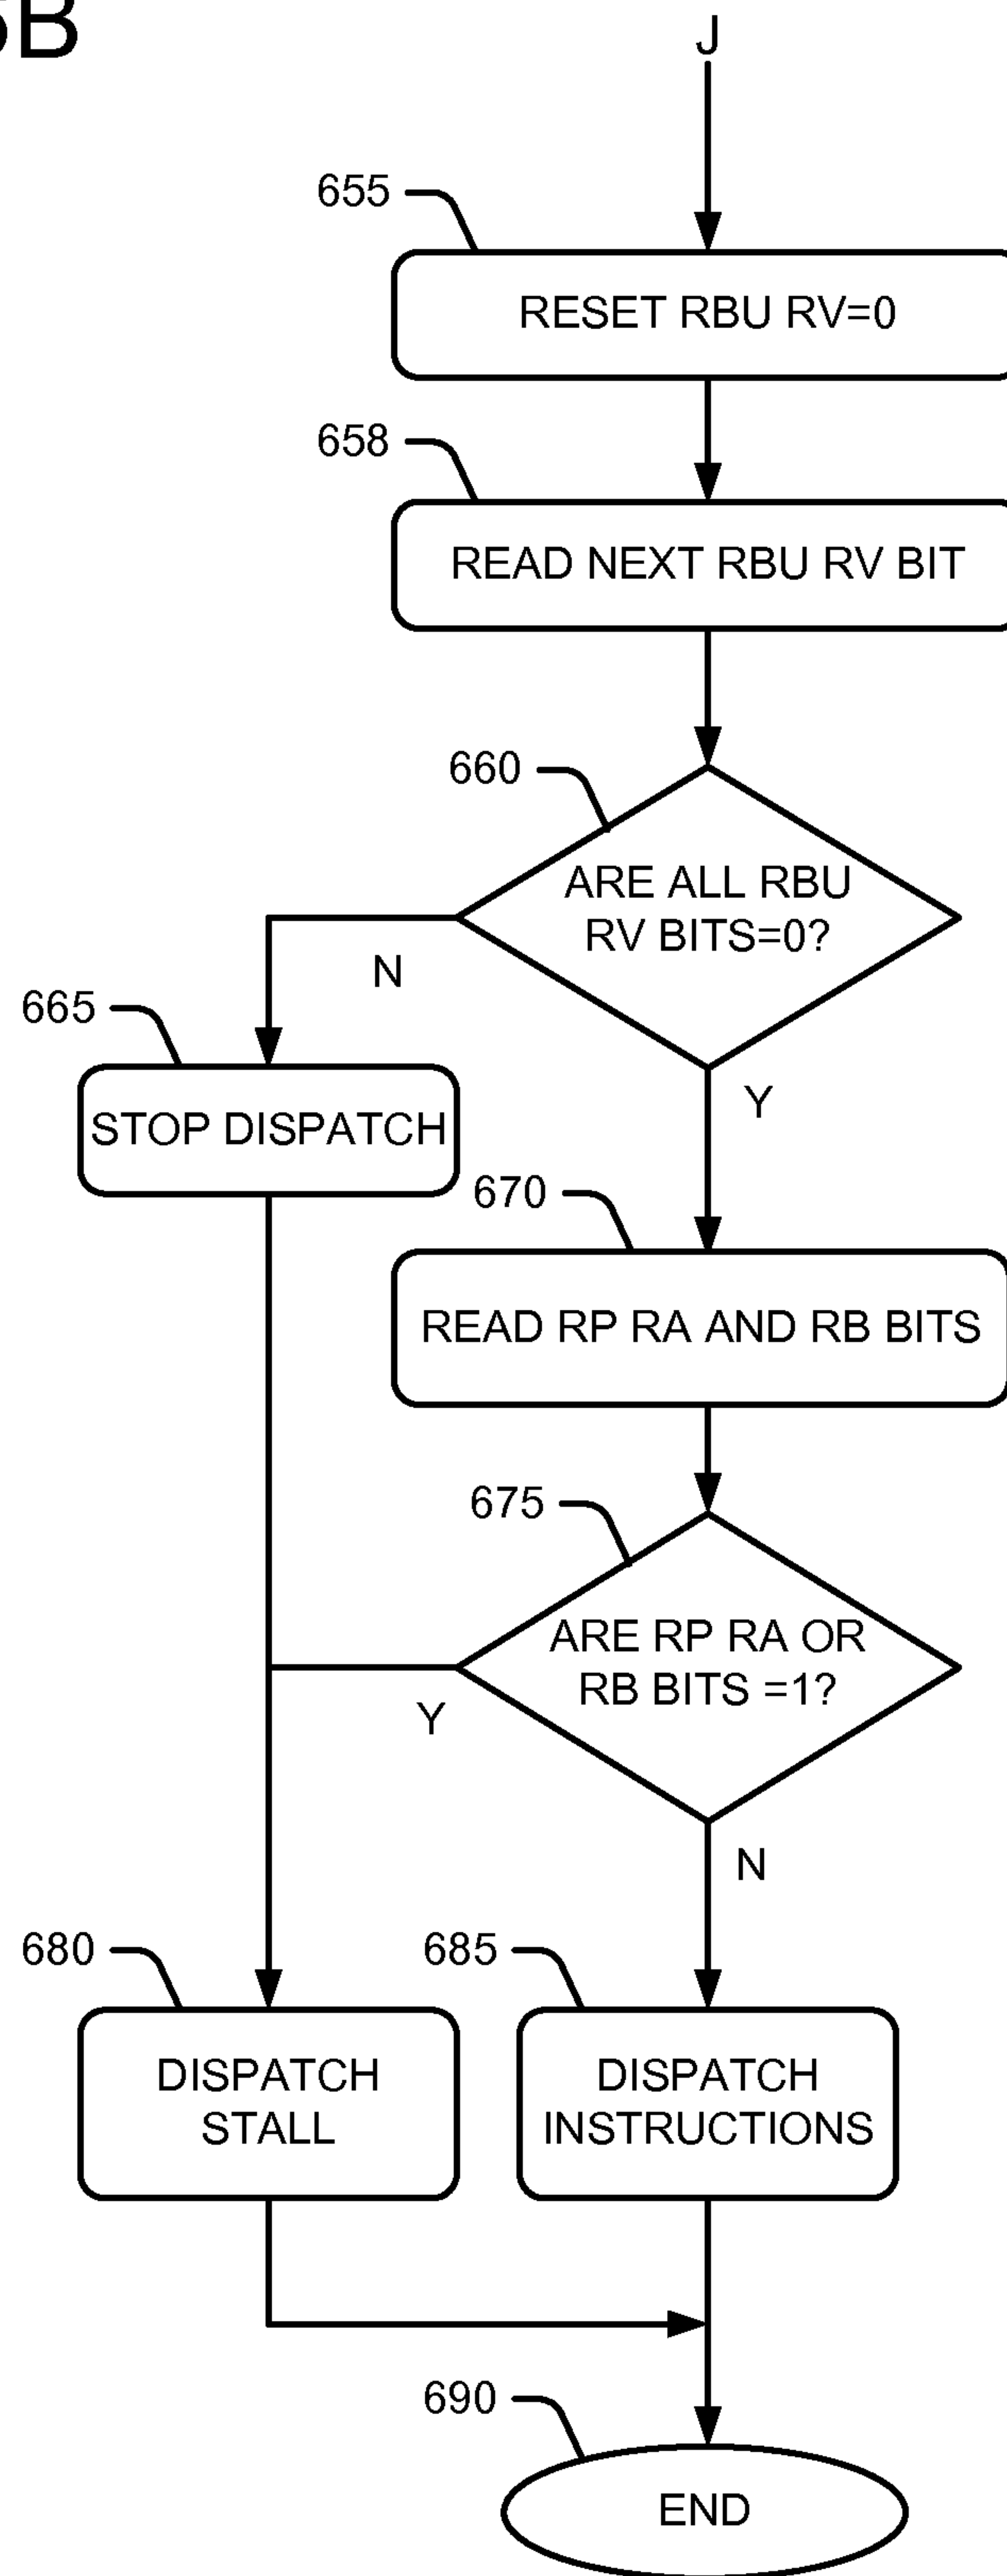 6B
J
655
RESET RBU RV=0
658
READ NEXT RBU RV BIT
660
ARE ALL RBU
RV BITS=0?
N
665
Y
STOP DISPATCH
670
READ RP RA AND RB BITS
675
ARE RP RA OR
RB BITS =1?
Y
N
680
685
DISPATCH
STALL
DISPATCH
INSTRUCTIONS
690
END